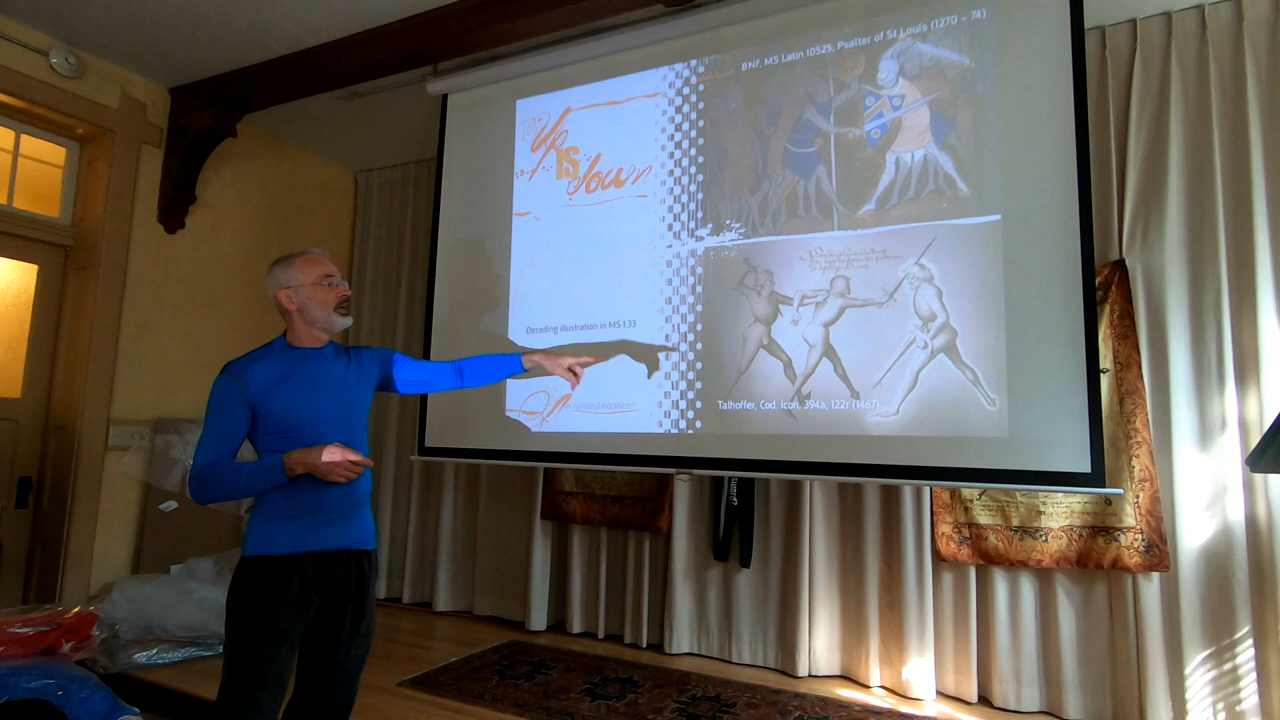 Up
IS
down
Decoding illustration in MS I.33
BNF, MS Latin 10525, Psalter of St Louis (1270 – 74)
Talhoffer, Cod. icon. 394a, 122r (1467)